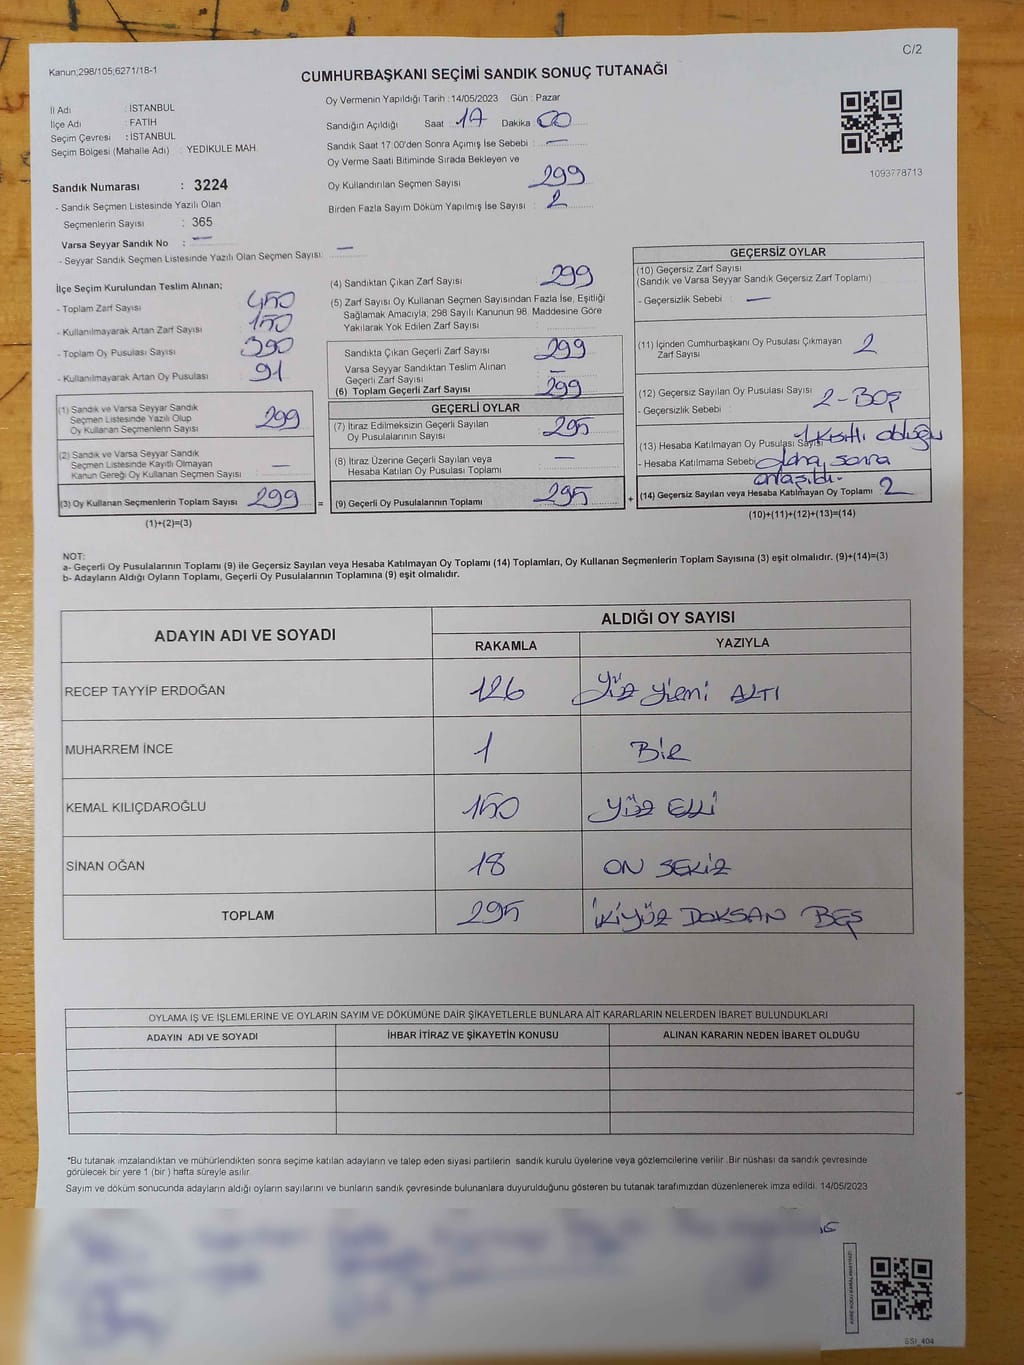 C/2
Kanun;298/105;6271/18-1
CUMHURBAŞKANI SEÇİMİ SANDIK SONUÇ TUTANAĞI
İl Adı : İSTANBUL
İlçe Adı : FATİH
Seçim Çevresi : İSTANBUL
Seçim Bölgesi (Mahalle Adı) : YEDİKULE MAH.
Sandık Numarası : 3224
- Sandık Seçmen Listesinde Yazılı Olan
Seçmenlerin Sayısı : 365
Varsa Seyyar Sandık No : —
- Seyyar Sandık Seçmen Listesinde Yazılı Olan Seçmen Sayısı: —
Oy Vermenin Yapıldığı Tarih : 14/05/2023 Gün : Pazar
Sandığın Açıldığı Saat : 17 Dakika 00
Sandık Saat 17:00'den Sonra Açımış İse Sebebi : —
Oy Verme Saati Bitiminde Sırada Bekleyen ve
Oy Kullandırılan Seçmen Sayısı 299
Birden Fazla Sayım Döküm Yapılmış İse Sayısı : 2
1093778713
İlçe Seçim Kurulundan Teslim Alınan;
- Toplam Zarf Sayısı 450
- Kullanılmayarak Artan Zarf Sayısı 150
- Toplam Oy Pusulası Sayısı 390
- Kullanılmayarak Artan Oy Pusulası 91
(1) Sandık ve Varsa Seyyar Sandık
Seçmen Listesinde Yazılı Olup
Oy Kullanan Seçmenlerin Sayısı 299
(2) Sandık ve Varsa Seyyar Sandık
Seçmen Listesinde Kayıtlı Olmayan
Kanun Gereği Oy Kullanan Seçmen Sayısı —
(3) Oy Kullanan Seçmenlerin Toplam Sayısı 299 =
(1)+(2)=(3)
(4) Sandıktan Çıkan Zarf Sayısı 299
(5) Zarf Sayısı Oy Kullanan Seçmen Sayısından Fazla İse, Eşitliği
Sağlamak Amacıyla; 298 Sayılı Kanunun 98. Maddesine Göre
Yakılarak Yok Edilen Zarf Sayısı :
Sandıkta Çıkan Geçerli Zarf Sayısı 299
Varsa Seyyar Sandıktan Teslim Alınan
Geçerli Zarf Sayısı —
(6) Toplam Geçerli Zarf Sayısı 299
GEÇERLİ OYLAR
(7) İtiraz Edilmeksizin Geçerli Sayılan
Oy Pusulalarının Sayısı 295
(8) İtiraz Üzerine Geçerli Sayılan veya
Hesaba Katılan Oy Pusulası Toplamı —
(9) Geçerli Oy Pusulalarının Toplamı 295 +
GEÇERSİZ OYLAR
(10) Geçersiz Zarf Sayısı
(Sandık ve Varsa Seyyar Sandık Geçersiz Zarf Toplamı)
- Geçersizlik Sebebi : —
(11) İçinden Cumhurbaşkanı Oy Pusulası Çıkmayan
Zarf Sayısı 2
(12) Geçersiz Sayılan Oy Pusulası Sayısı 2-BOŞ
- Geçersizlik Sebebi :
(13) Hesaba Katılmayan Oy Pusulası Sayısı 1 kısıtlı olduğu
- Hesaba Katılmama Sebebi daha sonra
anlaşıldı.
(14) Geçersiz Sayılan veya Hesaba Katılmayan Oy Toplamı 2
(10)+(11)+(12)+(13)=(14)
NOT:
a- Geçerli Oy Pusulalarının Toplamı (9) ile Geçersiz Sayılan veya Hesaba Katılmayan Oy Toplamı (14) Toplamları, Oy Kullanan Seçmenlerin Toplam Sayısına (3) eşit olmalıdır. (9)+(14)=(3)
b- Adayların Aldığı Oyların Toplamı, Geçerli Oy Pusulalarının Toplamına (9) eşit olmalıdır.
ADAYIN ADI VE SOYADI
ALDIĞI OY SAYISI
RAKAMLA YAZIYLA
RECEP TAYYİP ERDOĞAN 126 Yüz yirmi ALTI
MUHARREM İNCE 1 Bir
KEMAL KILIÇDAROĞLU 150 YÜZ ELLİ
SİNAN OĞAN 18 ON SEKİZ
TOPLAM 295 İKİYÜZ DOKSAN BEŞ
OYLAMA İŞ VE İŞLEMLERİNE VE OYLARIN SAYIM VE DÖKÜMÜNE DAİR ŞİKAYETLERLE BUNLARA AİT KARARLARIN NELERDEN İBARET BULUNDUKLARI
ADAYIN ADI VE SOYADI İHBAR İTİRAZ VE ŞİKAYETİN KONUSU ALINAN KARARIN NEDEN İBARET OLDUĞU
*Bu tutanak imzalandıktan ve mühürlendikten sonra seçime katılan adayların ve talep eden siyasi partilerin sandık kurulu üyelerine veya gözlemcilerine verilir .Bir nüshası da sandık çevresinde
görülecek bir yere 1 (bir ) hafta süreyle asılır.
Sayım ve döküm sonucunda adayların aldığı oyların sayılarını ve bunların sandık çevresinde bulunanlara duyurulduğunu gösteren bu tutanak tarafımızdan düzenlenerek imza edildi. 14/05/2023
SSI_404